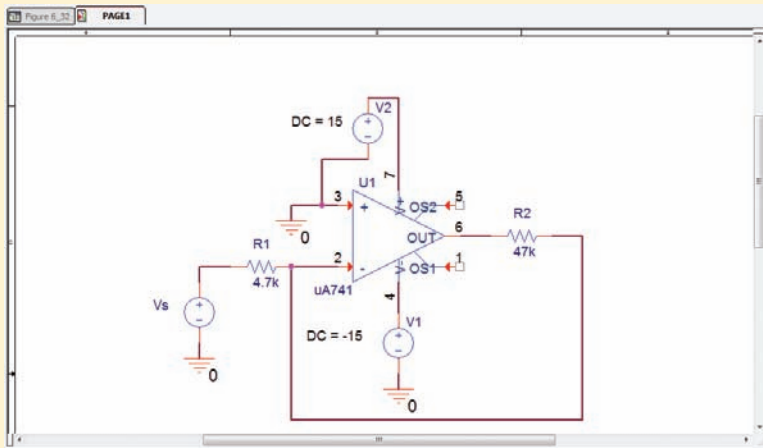 Figure 6_32
PAGE1
V2
DC = 15
7
U1
3
+
V+
OS2
5
0
OUT
6
R2
47k
R1
4.7k
2
-
V-
OS1
1
uA741
4
Vs
+
-
DC = -15
V1
+
-
0
0